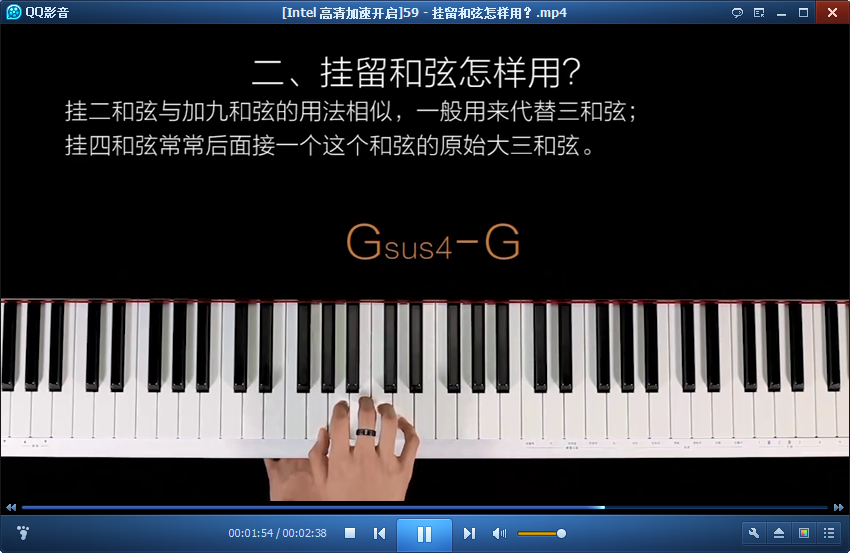 QQ影音
[Intel 高清加速开启]59 - 挂留和弦怎样用？.mp4
二、挂留和弦怎样用?
挂二和弦与加九和弦的用法相似，一般用来代替三和弦；
挂四和弦常常后面接一个这个和弦的原始大三和弦。
Gsus4-G
00:01:54 / 00:02:38